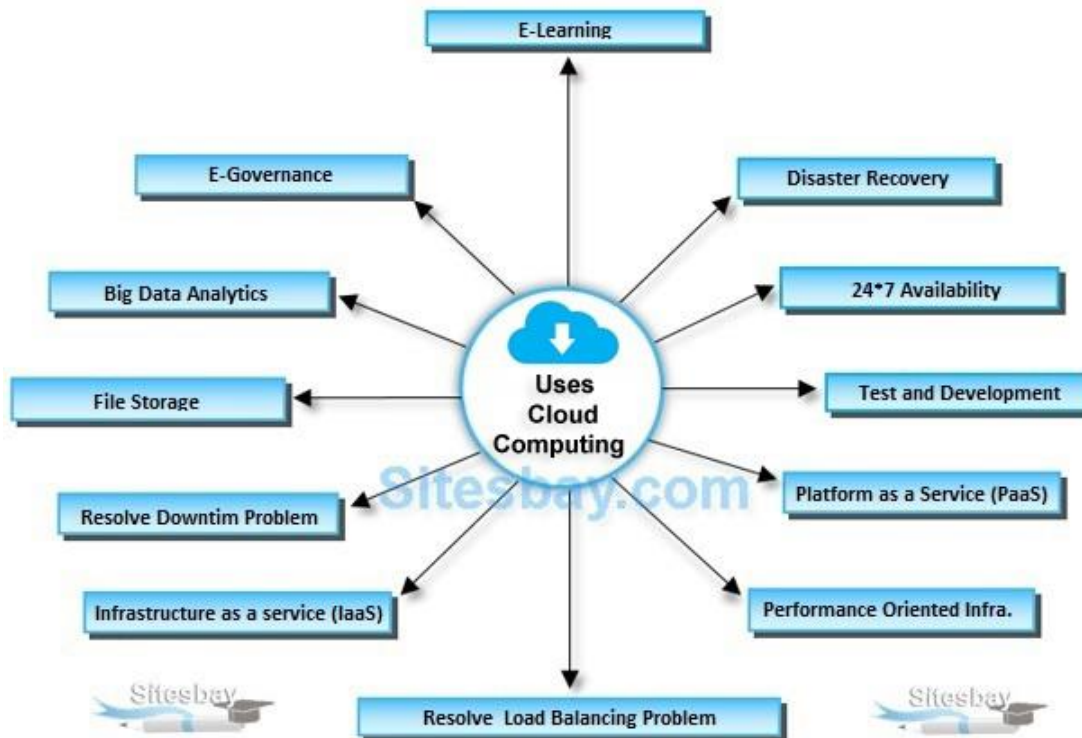 E-Learning
E-Governance
Disaster Recovery
Big Data Analytics
24*7 Availability
Uses
Cloud
Computing
File Storage
Test and Development
Sitesbay.com
Resolve Downtim Problem
Platform as a Service (PaaS)
Infrastructure as a service (IaaS)
Performance Oriented Infra.
Resolve Load Balancing Problem
Sitesbay
Sitesbay